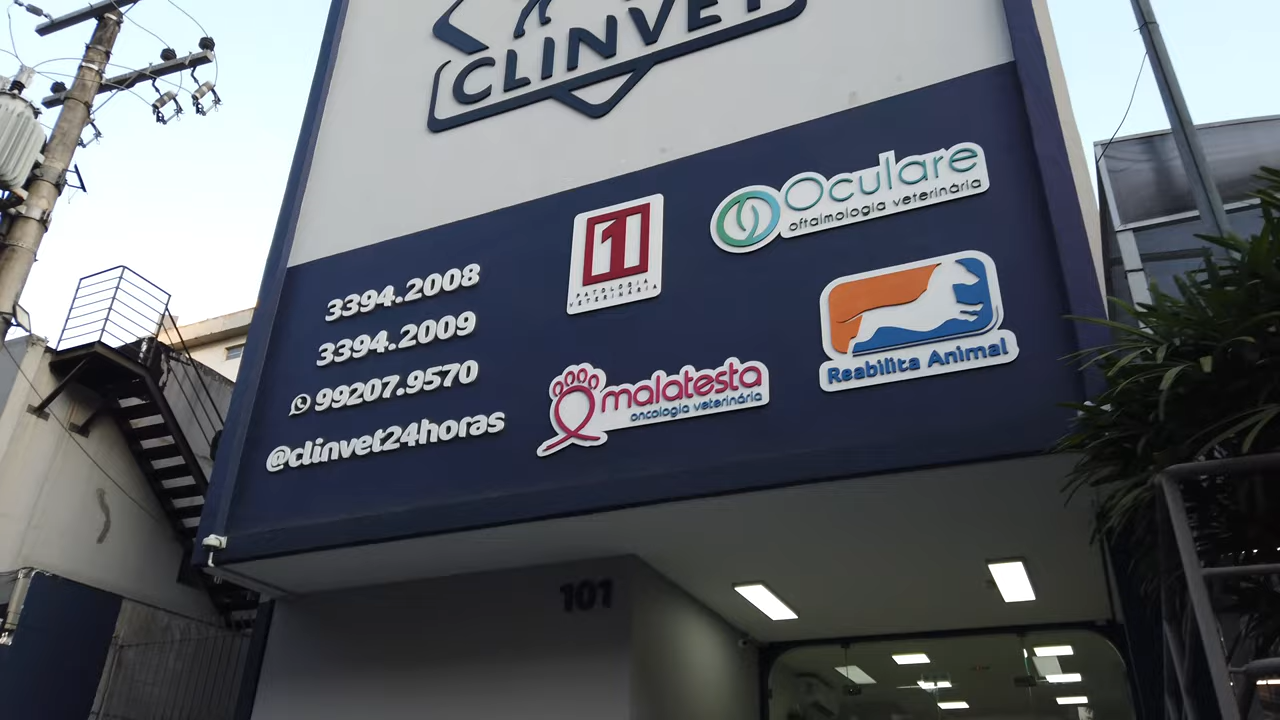 CLINVET
3394.2008
3394.2009
99207.9570
@clinvet24horas
1
PATOLOGIA
VETERINÁRIA
Oculare
oftalmologia veterinária
malatesta
oncologia veterinária
Reabilita Animal
101